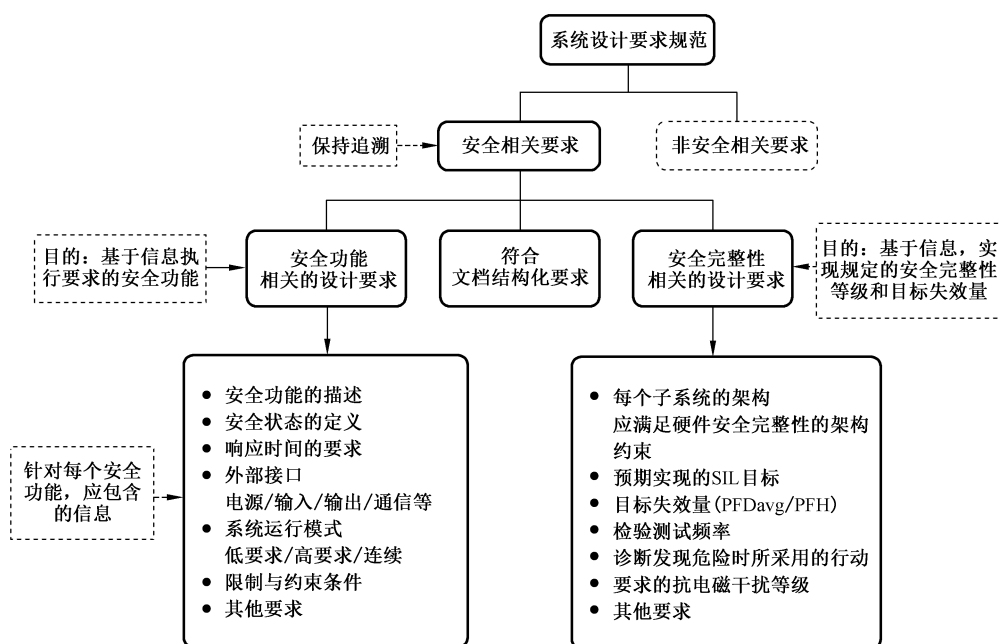 系统设计要求规范
保持追溯
安全相关要求
非安全相关要求
目的：基于信息执
行要求的安全功能
安全功能
相关的设计要求
符合
文档结构化要求
安全完整性
相关的设计要求
目的：基于信息，实
现规定的安全完整性
等级和目标失效量
针对每个安全
功能，应包含
的信息
● 安全功能的描述
● 安全状态的定义
● 响应时间的要求
● 外部接口
电源/输入/输出/通信等
● 系统运行模式
低要求/高要求/连续
● 限制与约束条件
● 其他要求
● 每个子系统的架构
应满足硬件安全完整性的架构
约束
● 预期实现的SIL目标
● 目标失效量(PFDavg/PFH)
● 检验测试频率
● 诊断发现危险时所采用的行动
● 要求的抗电磁干扰等级
● 其他要求